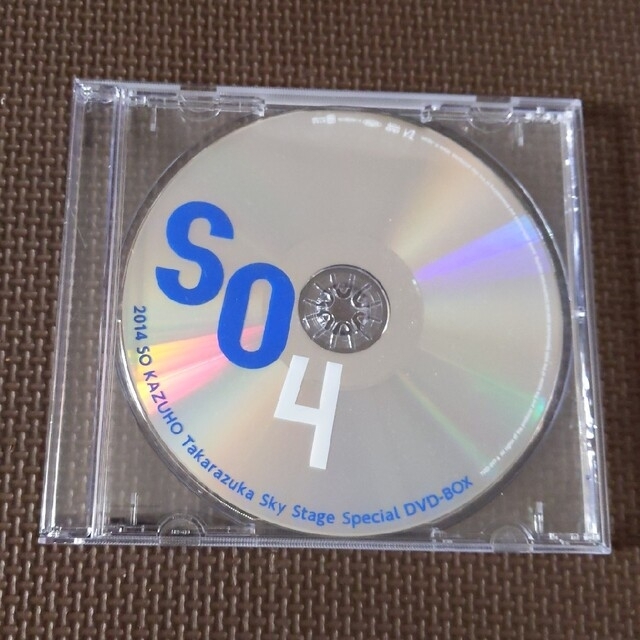 SO
4
2014 SO KAZUHO Takarazuka Sky Stage Special DVD-BOX